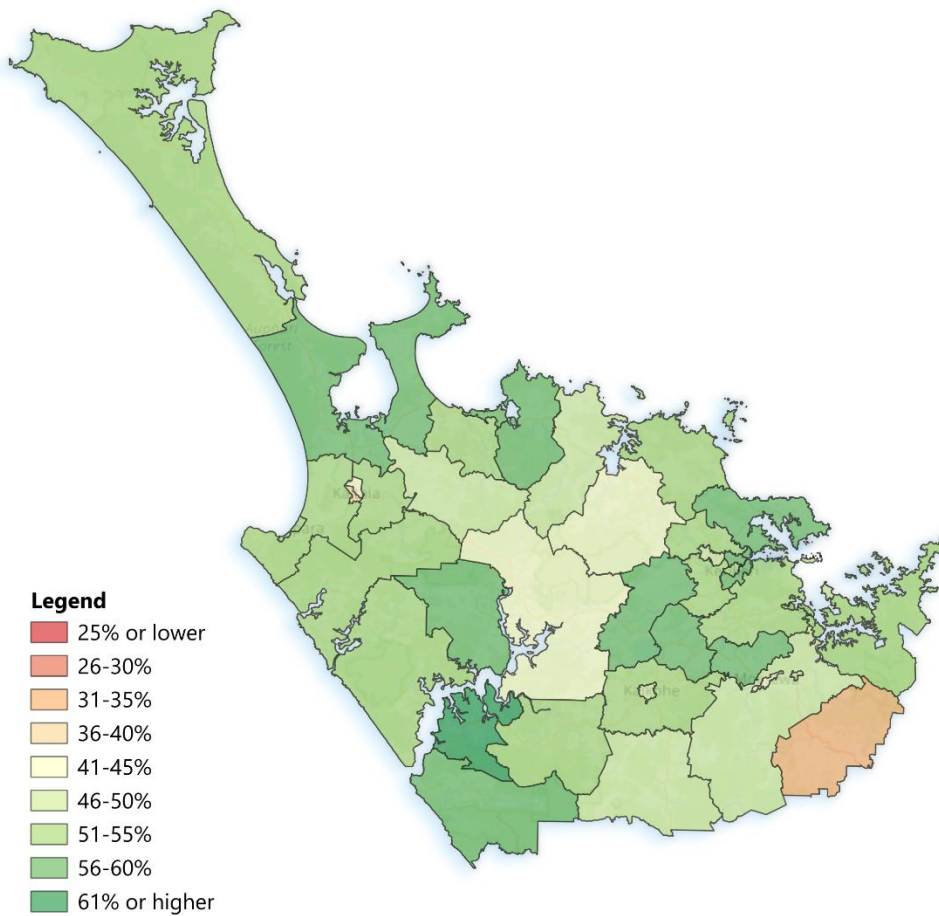 Kaitaia
Legend
25% or lower
26-30%
31-35%
36-40%
41-45%
46-50%
51-55%
56-60%
61% or higher